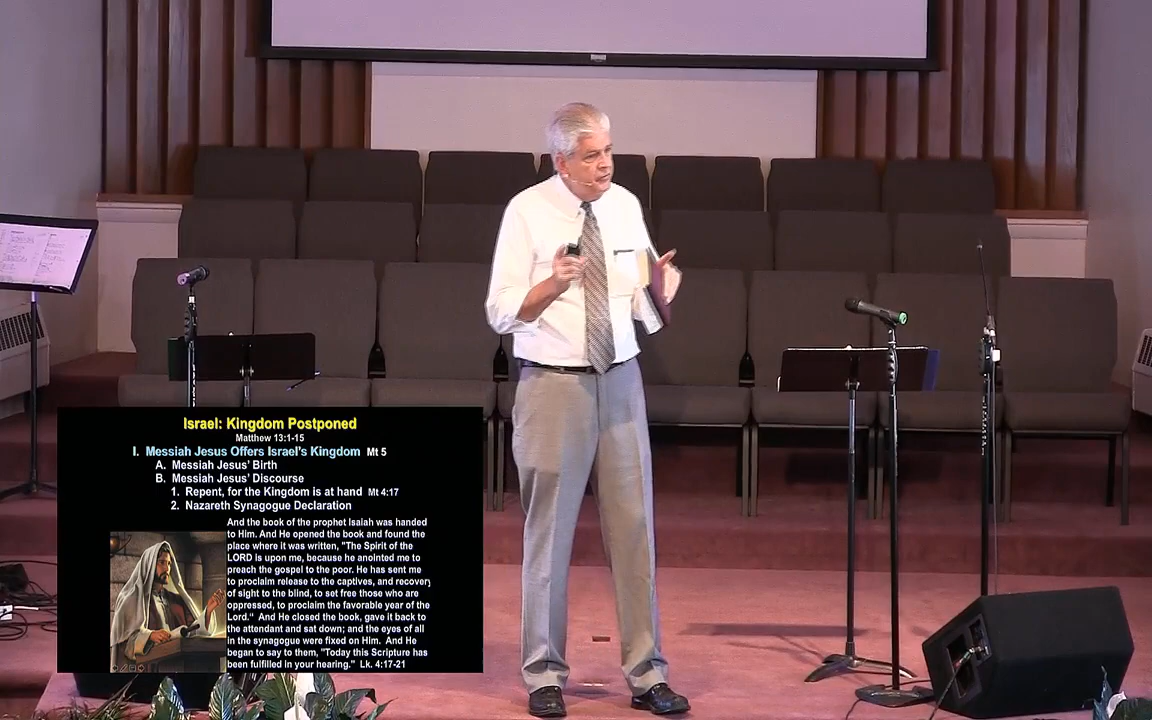 Israel: Kingdom Postponed
Matthew 13:1-15
I. Messiah Jesus Offers Israel's Kingdom Mt 5
A. Messiah Jesus' Birth
B. Messiah Jesus' Discourse
1. Repent, for the Kingdom is at hand Mt 4:17
2. Nazareth Synagogue Declaration
And the book of the prophet Isaiah was handed
to Him. And He opened the book and found the
place where it was written, "The Spirit of the
LORD is upon me, because he anointed me to
preach the gospel to the poor. He has sent me
to proclaim release to the captives, and recovery
of sight to the blind, to set free those who are
oppressed, to proclaim the favorable year of the
Lord." And He closed the book, gave it back to
the attendant and sat down; and the eyes of all
in the synagogue were fixed on Him. And He
began to say to them, "Today this Scripture has
been fulfilled in your hearing." Lk. 4:17-21